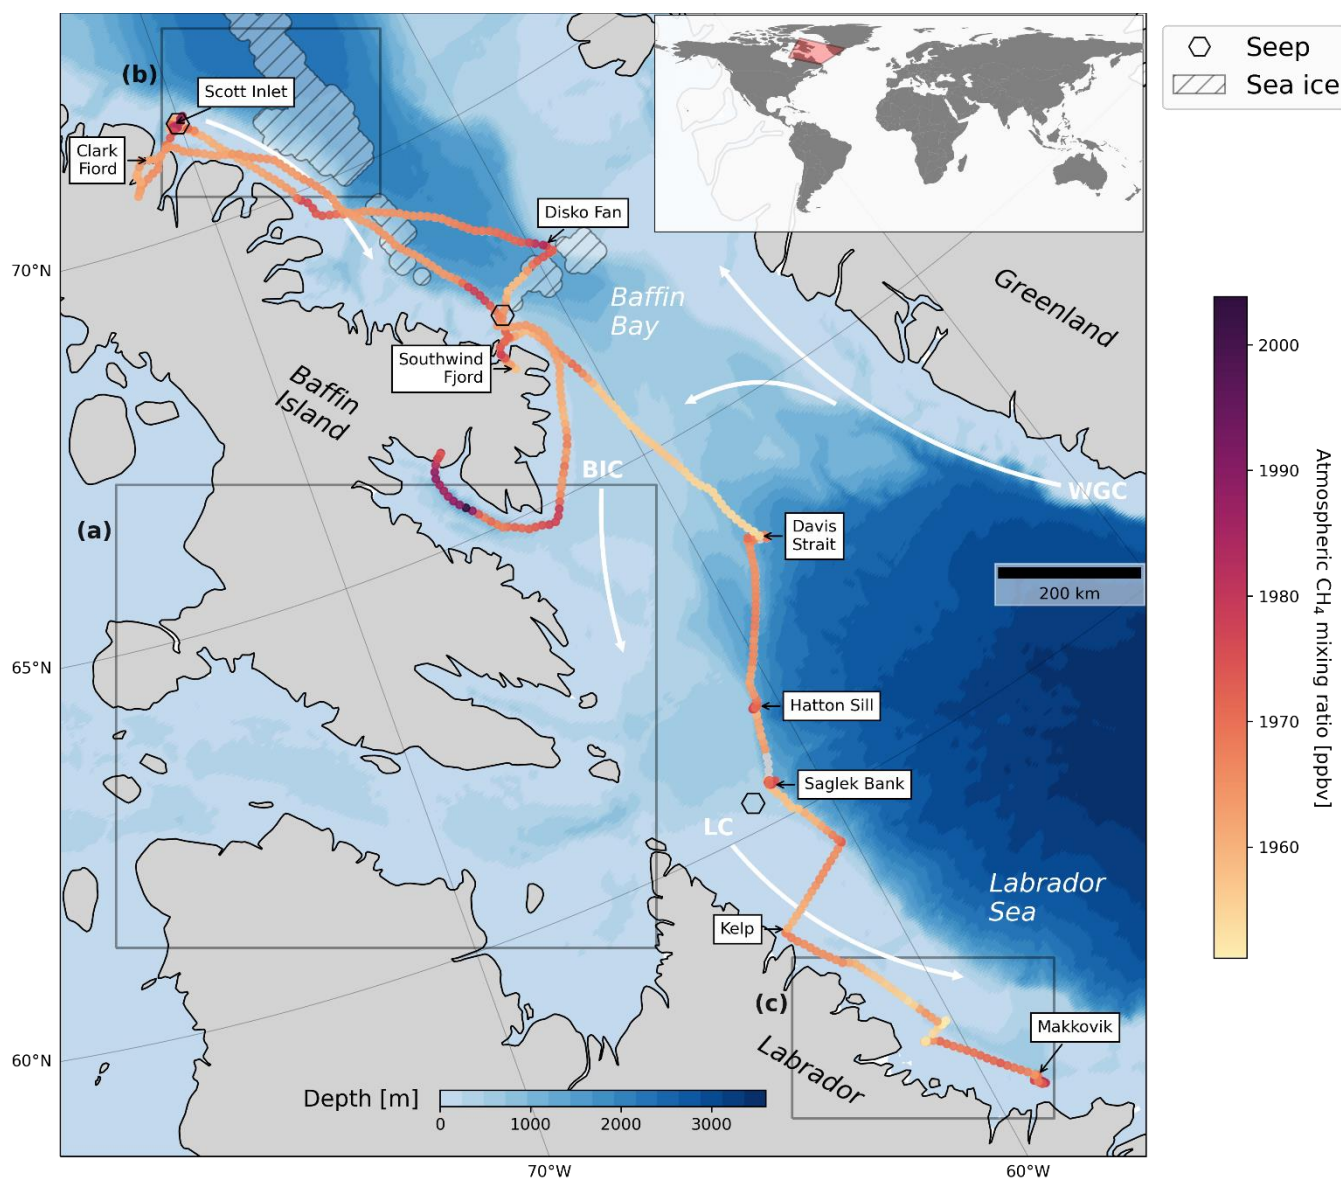 Seep
Sea ice
(b)
Scott Inlet
Clark
Fiord
Disko Fan
Greenland
70°N
Baffin
Bay
Southwind
Fjord
Baffin
Island
BIC
WGC
(a)
Davis
Strait
200 km
65°N
Hatton Sill
Saglek Bank
LC
Labrador
Sea
Kelp
(c)
Makkovik
Labrador
60°N
Depth [m]
0
1000
2000
3000
70°W
60°W
2000
1990
1980
1970
1960
Atmospheric CH₄ mixing ratio [ppbv]